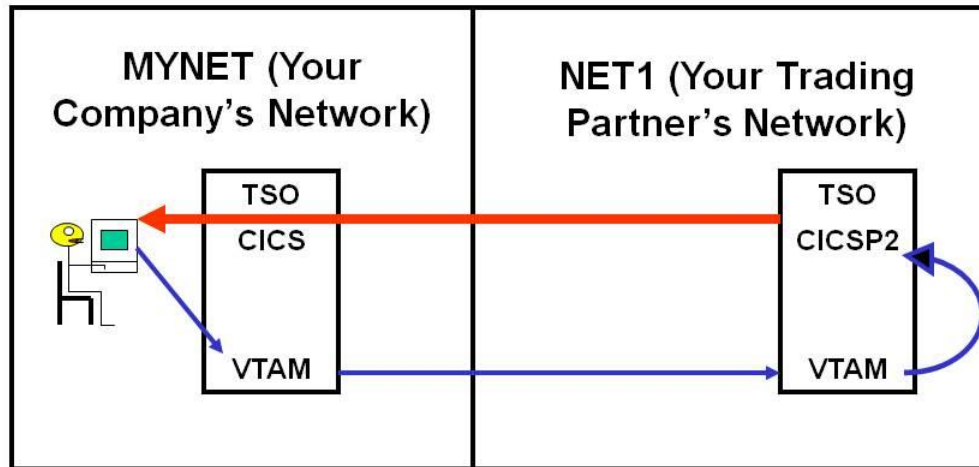 MYNET (Your
Company's Network)
NET1 (Your Trading
Partner's Network)
TSO
CICS
VTAM
TSO
CICSP2
VTAM